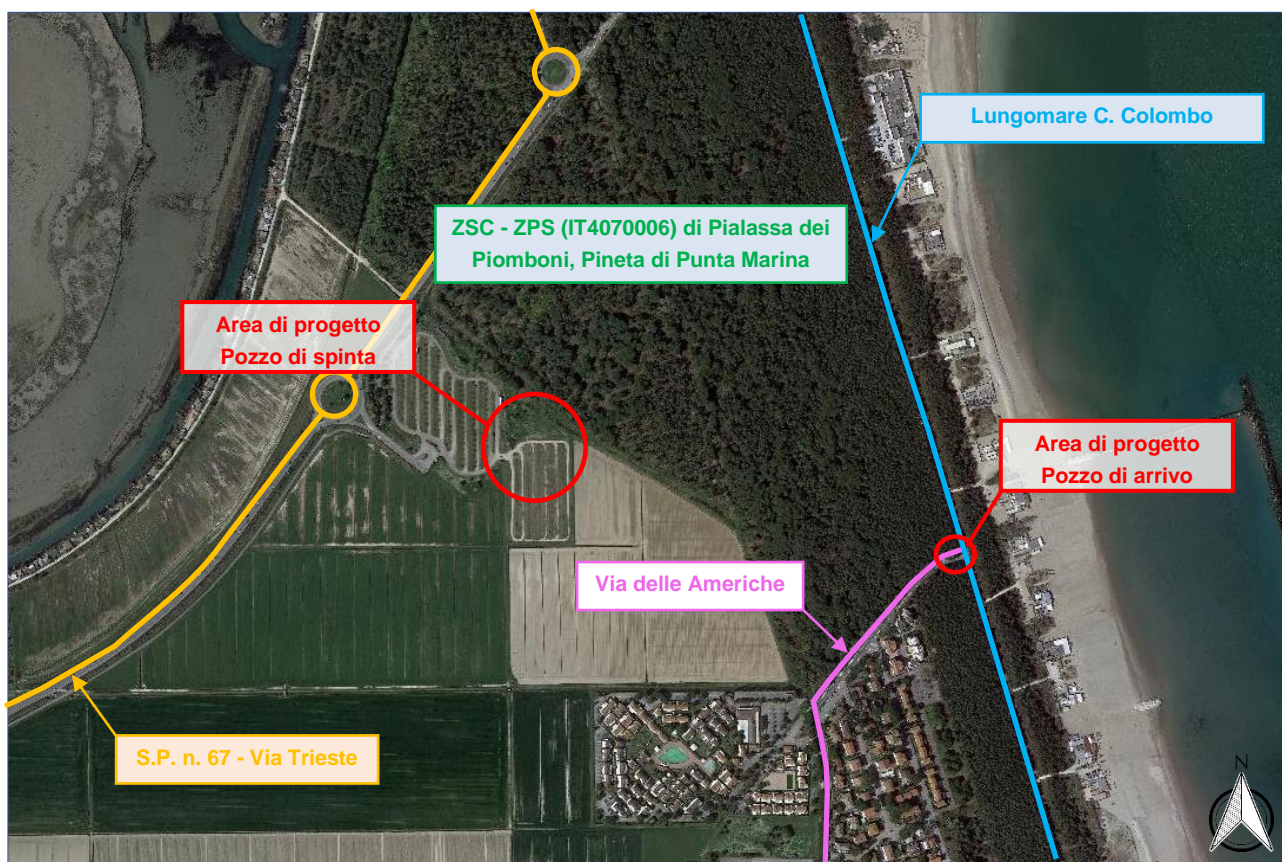 Lungomare C. Colombo
ZSC - ZPS (IT4070006) di Pialassa dei
Piomboni, Pineta di Punta Marina
Area di progetto
Pozzo di spinta
Area di progetto
Pozzo di arrivo
Via delle Americhe
S.P. n. 67 - Via Trieste
N